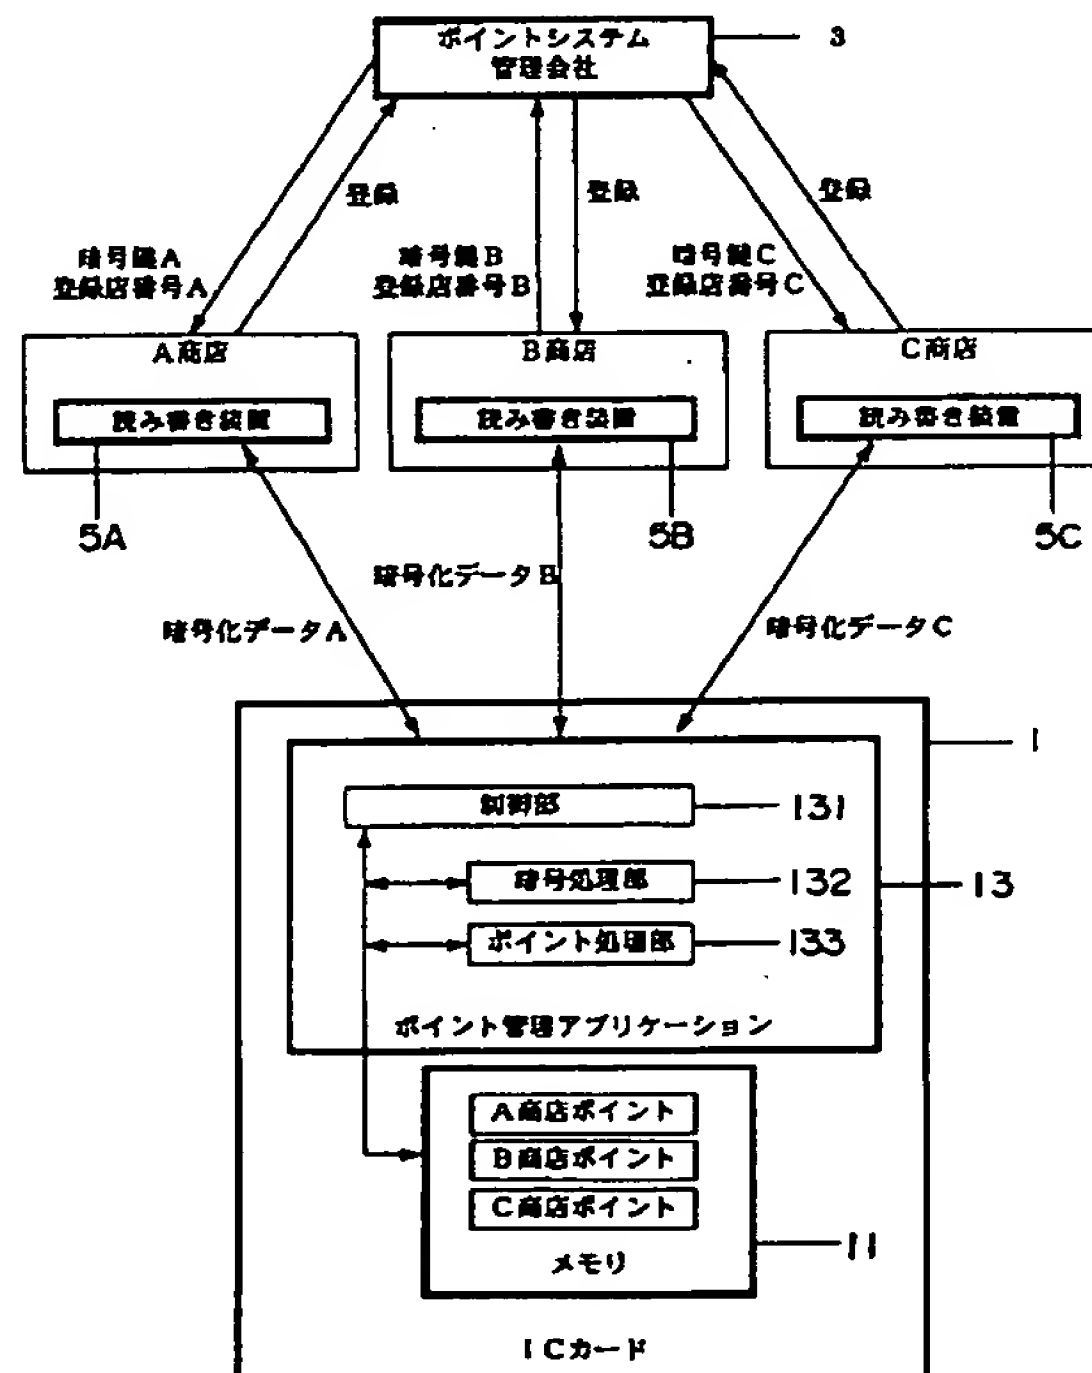 ポイントシステム
管理会社
3
登録
登録
登録
暗号鍵A
登録店番号A
暗号鍵B
登録店番号B
暗号鍵C
登録店番号C
A商店
B商店
C商店
読み書き装置
読み書き装置
読み書き装置
5A
5B
5C
暗号化データB
暗号化データA
暗号化データC
1
制御部
131
暗号処理部
132
13
ポイント処理部
133
ポイント管理アプリケーション
A商店ポイント
B商店ポイント
C商店ポイント
11
メモリ
ICカード